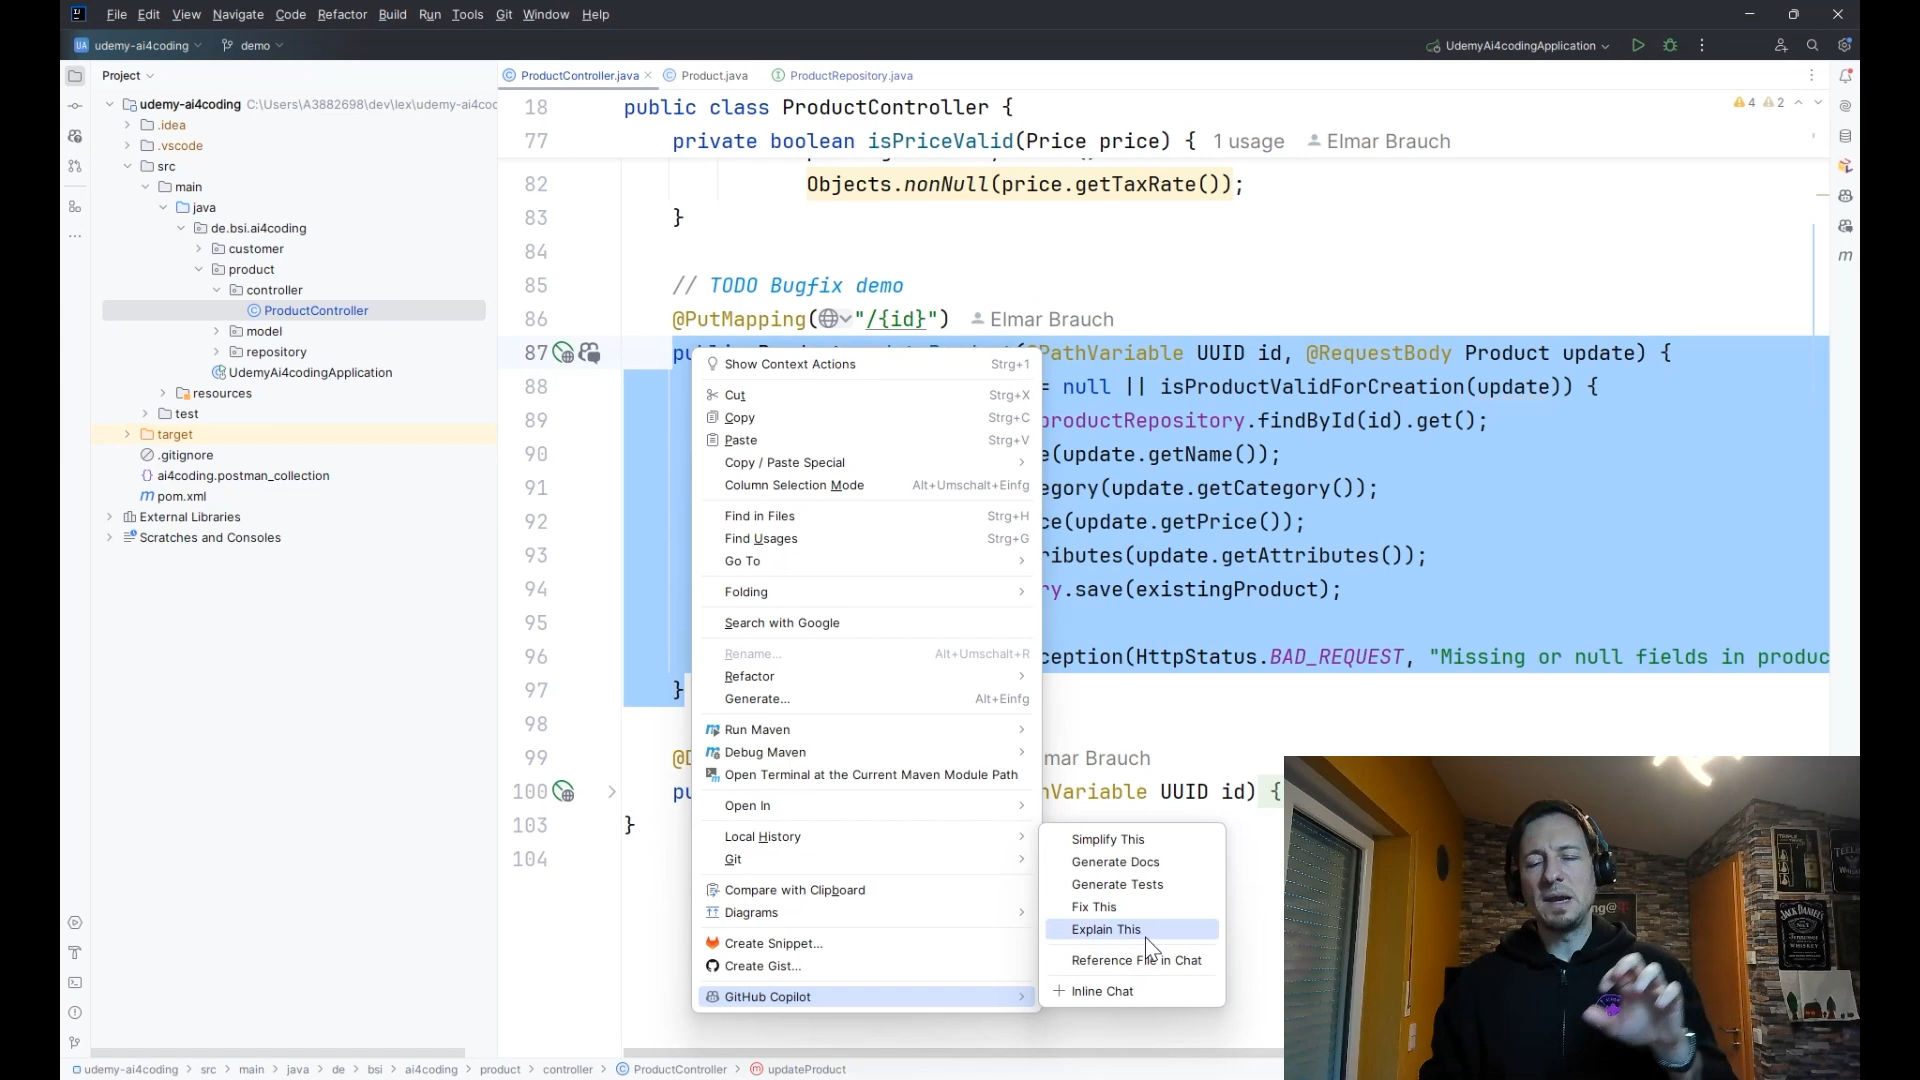 File Edit View Navigate Code Refactor Build Run Tools Git Window Help
UA udemy-ai4coding demo UdemyAi4codingApplication
Project
udemy-ai4coding C:\Users\A3882698\dev\lex\udemy-ai4coc
.idea
.vscode
src
main
java
de.bsi.ai4coding
customer
product
controller
ProductController
model
repository
UdemyAi4codingApplication
resources
test
target
.gitignore
ai4coding.postman_collection
pom.xml
External Libraries
Scratches and Consoles
ProductController.java Product.java ProductRepository.java
4 2
18 public class ProductController {
77 private boolean isPriceValid(Price price) { 1 usage Elmar Brauch
82 Objects.nonNull(price.getTaxRate());
83 }
84
85 // TODO Bugfix demo
86 @PutMapping("/{id}") Elmar Brauch
87 PathVariable UUID id, @RequestBody Product update) {
88 = null || isProductValidForCreation(update)) {
89 productRepository.findById(id).get();
90 e(update.getName());
91 egory(update.getCategory());
92 ce(update.getPrice());
93 ributes(update.getAttributes());
94 ry.save(existingProduct);
95
96 ception(HttpStatus.BAD_REQUEST, "Missing or null fields in produc
97 }
98
99 mar Brauch
100 pu Variable UUID id) {
103 }
104
Show Context Actions Strg+1
Cut Strg+X
Copy Strg+C
Paste Strg+V
Copy / Paste Special
Column Selection Mode Alt+Umschalt+Einfg
Find in Files Strg+H
Find Usages Strg+G
Go To
Folding
Search with Google
Rename... Alt+Umschalt+R
Refactor
Generate... Alt+Einfg
Run Maven
Debug Maven
Open Terminal at the Current Maven Module Path
Open In
Local History
Git
Compare with Clipboard
Diagrams
Create Snippet...
Create Gist...
GitHub Copilot
Simplify This
Generate Docs
Generate Tests
Fix This
Explain This
Reference File in Chat
Inline Chat
JACK DANIEL'S
udemy-ai4coding > src > main > java > de > bsi > ai4coding > product > controller > ProductController > updateProduct